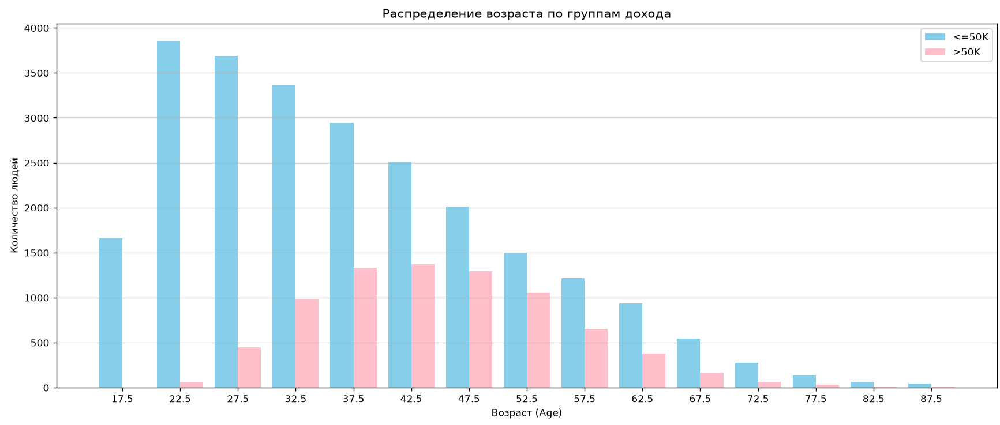 Распределение возраста по группам дохода
<=50K
>50K
Количество людей
4000
3500
3000
2500
2000
1500
1000
500
0
17.5 22.5 27.5 32.5 37.5 42.5 47.5 52.5 57.5 62.5 67.5 72.5 77.5 82.5 87.5
Возраст (Age)